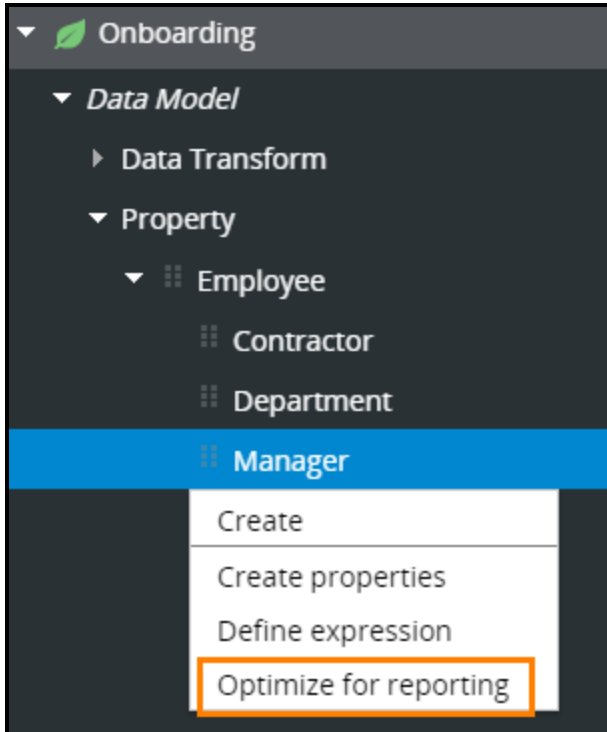 Onboarding
Data Model
Data Transform
Property
Employee
Contractor
Department
Manager
Create
Create properties
Define expression
Optimize for reporting